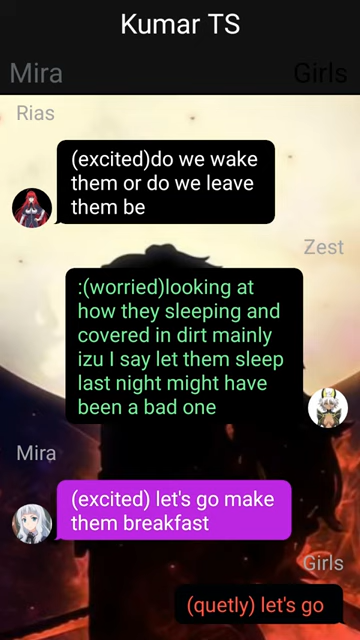 Kumar TS
Mira
Girls
Rias
(excited)do we wake
them or do we leave
them be
Zest
:(worried)looking at
how they sleeping and
covered in dirt mainly
izu I say let them sleep
last night might have
been a bad one
Mira
(excited) let's go make
them breakfast
Girls
(quetly) let's go